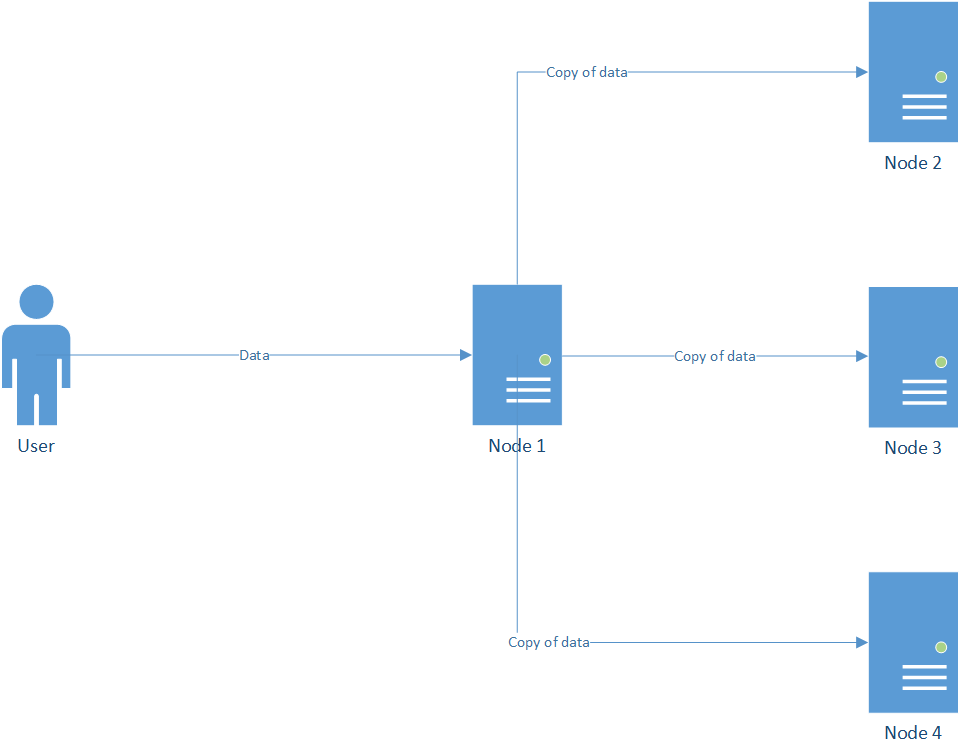 Copy of data
Node 2
Data
Copy of data
User
Node 1
Node 3
Copy of data
Node 4